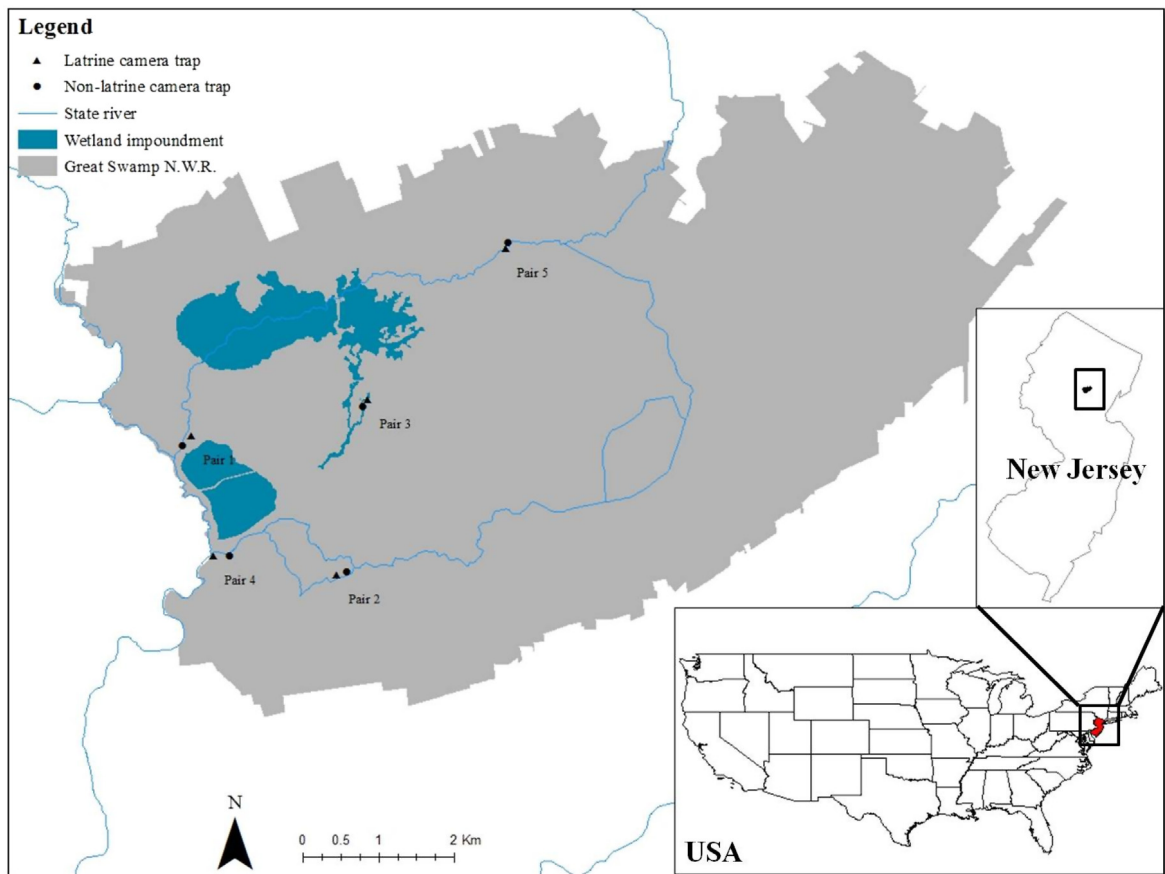 Legend
Latrine camera trap
Non-latrine camera trap
State river
Wetland impoundment
Great Swamp N.W.R.
Pair 5
Pair 3
Pair 1
Pair 4
Pair 2
New Jersey
N
0 0.5 1 2 Km
USA